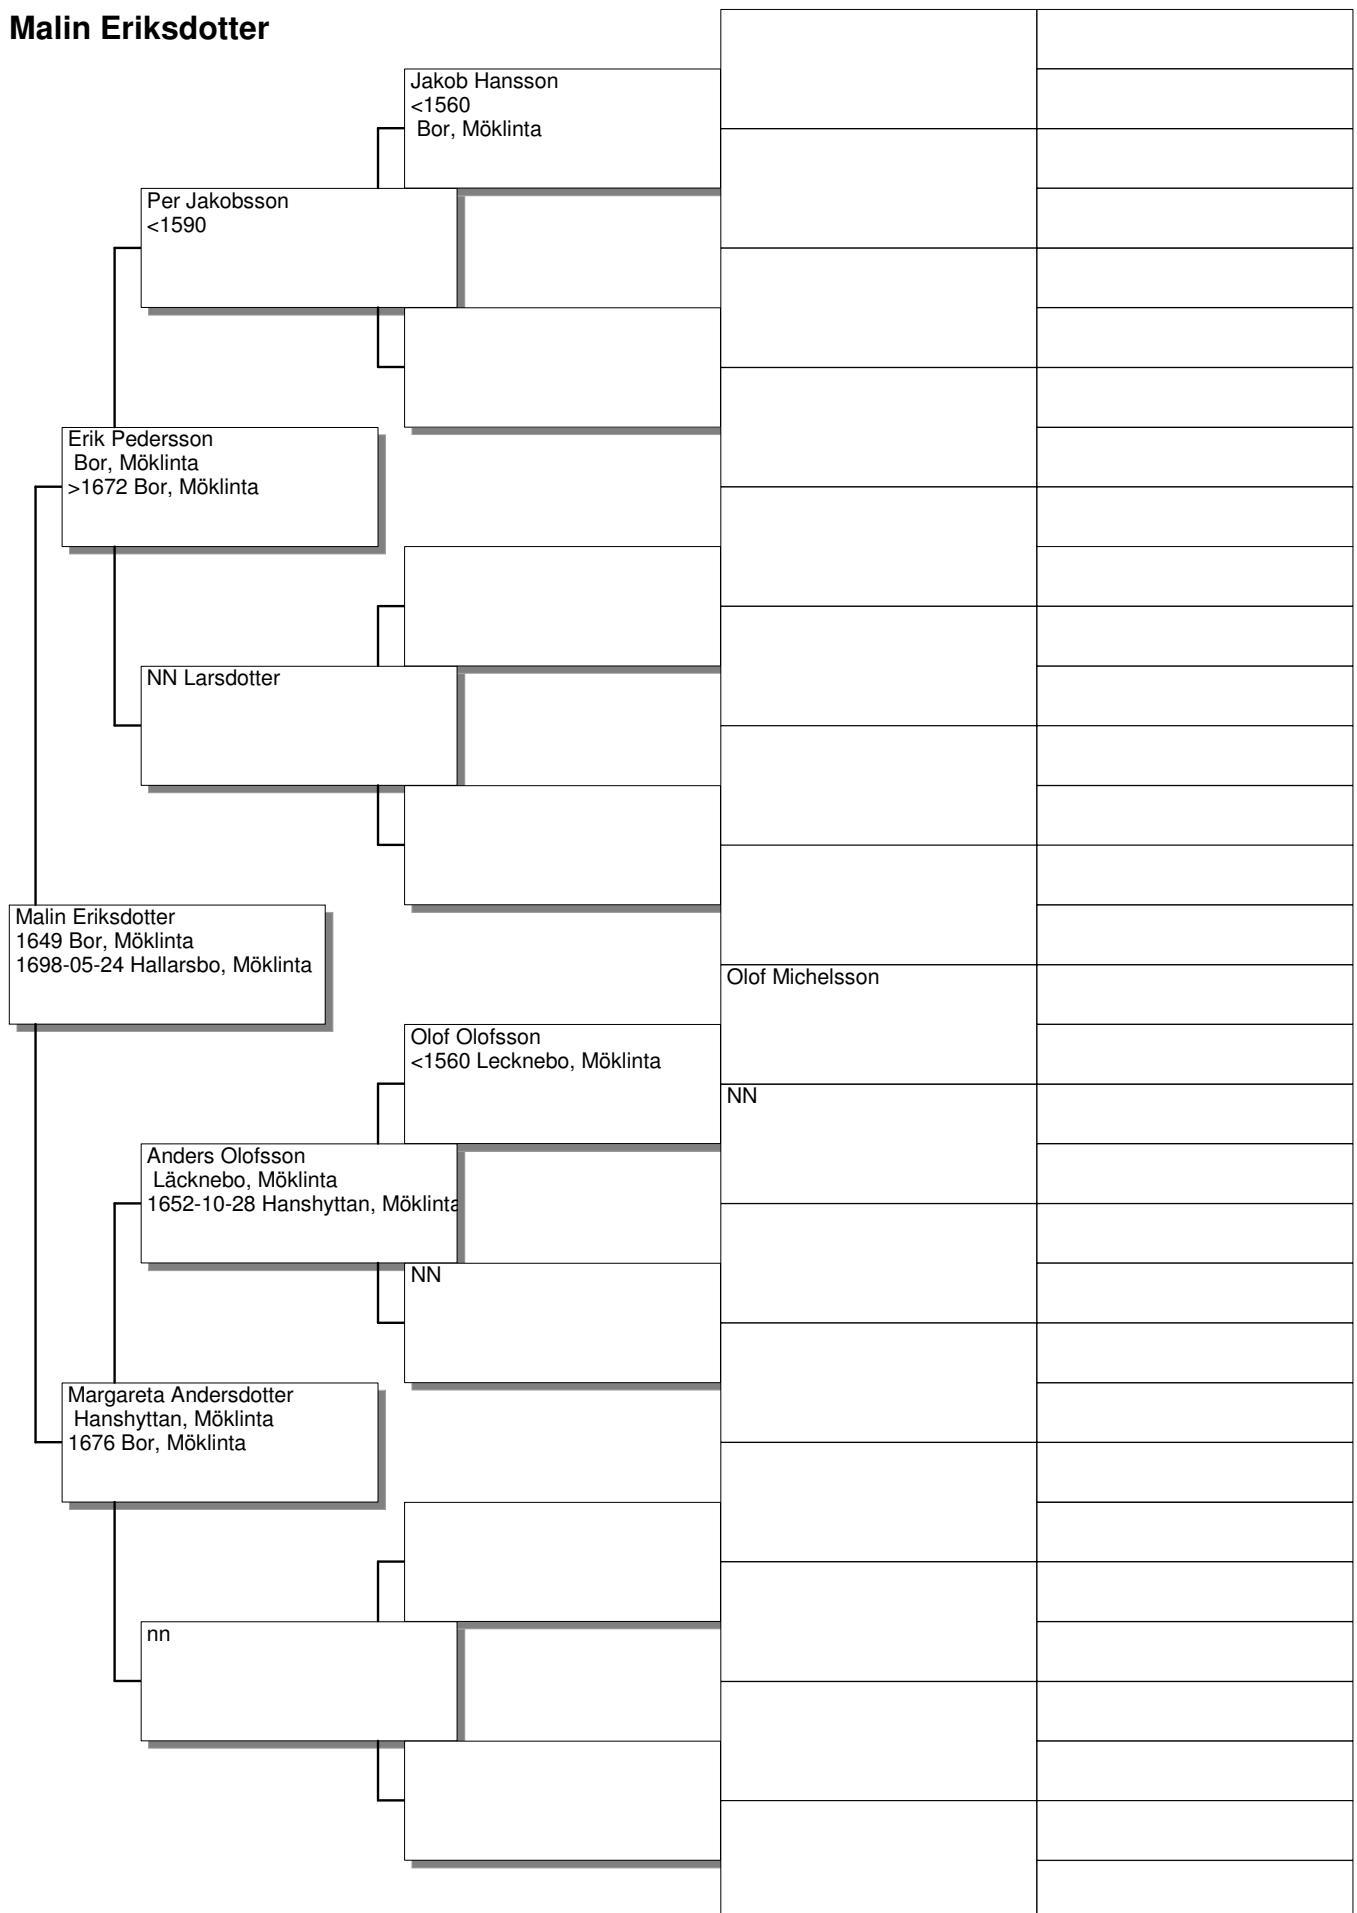 Malin Eriksdotter
Jakob Hansson
<1560
Bor, Möklinta
Per Jakobsson
<1590
Erik Pedersson
Bor, Möklinta
>1672 Bor, Möklinta
NN Larsdotter
Malin Eriksdotter
1649 Bor, Möklinta
1698-05-24 Hallarsbo, Möklinta
Olof Michelsson
Olof Olofsson
<1560 Lecknebo, Möklinta
NN
Anders Olofsson
Läcknebo, Möklinta
1652-10-28 Hanshyttan, Möklinta
NN
Margareta Andersdotter
Hanshyttan, Möklinta
1676 Bor, Möklinta
nn